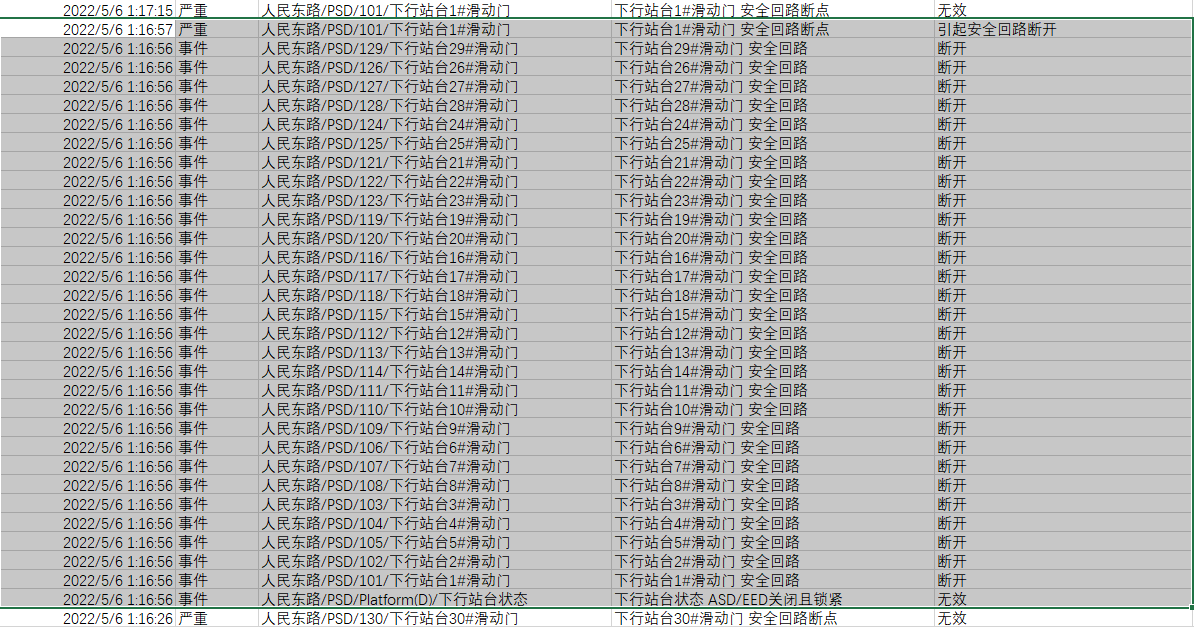 2022/5/6 1:17:15 严重 人民东路/PSD/101/下行站台1#滑动门 下行站台1#滑动门 安全回路断点 无效
2022/5/6 1:16:57 严重 人民东路/PSD/101/下行站台1#滑动门 下行站台1#滑动门 安全回路断点 引起安全回路断开
2022/5/6 1:16:56 事件 人民东路/PSD/129/下行站台29#滑动门 下行站台29#滑动门 安全回路 断开
2022/5/6 1:16:56 事件 人民东路/PSD/126/下行站台26#滑动门 下行站台26#滑动门 安全回路 断开
2022/5/6 1:16:56 事件 人民东路/PSD/127/下行站台27#滑动门 下行站台27#滑动门 安全回路 断开
2022/5/6 1:16:56 事件 人民东路/PSD/128/下行站台28#滑动门 下行站台28#滑动门 安全回路 断开
2022/5/6 1:16:56 事件 人民东路/PSD/124/下行站台24#滑动门 下行站台24#滑动门 安全回路 断开
2022/5/6 1:16:56 事件 人民东路/PSD/125/下行站台25#滑动门 下行站台25#滑动门 安全回路 断开
2022/5/6 1:16:56 事件 人民东路/PSD/121/下行站台21#滑动门 下行站台21#滑动门 安全回路 断开
2022/5/6 1:16:56 事件 人民东路/PSD/122/下行站台22#滑动门 下行站台22#滑动门 安全回路 断开
2022/5/6 1:16:56 事件 人民东路/PSD/123/下行站台23#滑动门 下行站台23#滑动门 安全回路 断开
2022/5/6 1:16:56 事件 人民东路/PSD/119/下行站台19#滑动门 下行站台19#滑动门 安全回路 断开
2022/5/6 1:16:56 事件 人民东路/PSD/120/下行站台20#滑动门 下行站台20#滑动门 安全回路 断开
2022/5/6 1:16:56 事件 人民东路/PSD/116/下行站台16#滑动门 下行站台16#滑动门 安全回路 断开
2022/5/6 1:16:56 事件 人民东路/PSD/117/下行站台17#滑动门 下行站台17#滑动门 安全回路 断开
2022/5/6 1:16:56 事件 人民东路/PSD/118/下行站台18#滑动门 下行站台18#滑动门 安全回路 断开
2022/5/6 1:16:56 事件 人民东路/PSD/115/下行站台15#滑动门 下行站台15#滑动门 安全回路 断开
2022/5/6 1:16:56 事件 人民东路/PSD/112/下行站台12#滑动门 下行站台12#滑动门 安全回路 断开
2022/5/6 1:16:56 事件 人民东路/PSD/113/下行站台13#滑动门 下行站台13#滑动门 安全回路 断开
2022/5/6 1:16:56 事件 人民东路/PSD/114/下行站台14#滑动门 下行站台14#滑动门 安全回路 断开
2022/5/6 1:16:56 事件 人民东路/PSD/111/下行站台11#滑动门 下行站台11#滑动门 安全回路 断开
2022/5/6 1:16:56 事件 人民东路/PSD/110/下行站台10#滑动门 下行站台10#滑动门 安全回路 断开
2022/5/6 1:16:56 事件 人民东路/PSD/109/下行站台9#滑动门 下行站台9#滑动门 安全回路 断开
2022/5/6 1:16:56 事件 人民东路/PSD/106/下行站台6#滑动门 下行站台6#滑动门 安全回路 断开
2022/5/6 1:16:56 事件 人民东路/PSD/107/下行站台7#滑动门 下行站台7#滑动门 安全回路 断开
2022/5/6 1:16:56 事件 人民东路/PSD/108/下行站台8#滑动门 下行站台8#滑动门 安全回路 断开
2022/5/6 1:16:56 事件 人民东路/PSD/103/下行站台3#滑动门 下行站台3#滑动门 安全回路 断开
2022/5/6 1:16:56 事件 人民东路/PSD/104/下行站台4#滑动门 下行站台4#滑动门 安全回路 断开
2022/5/6 1:16:56 事件 人民东路/PSD/105/下行站台5#滑动门 下行站台5#滑动门 安全回路 断开
2022/5/6 1:16:56 事件 人民东路/PSD/102/下行站台2#滑动门 下行站台2#滑动门 安全回路 断开
2022/5/6 1:16:56 事件 人民东路/PSD/101/下行站台1#滑动门 下行站台1#滑动门 安全回路 断开
2022/5/6 1:16:56 事件 人民东路/PSD/Platform(D)/下行站台状态 下行站台状态 ASD/EED关闭且锁紧 无效
2022/5/6 1:16:26 严重 人民东路/PSD/130/下行站台30#滑动门 下行站台30#滑动门 安全回路断点 无效